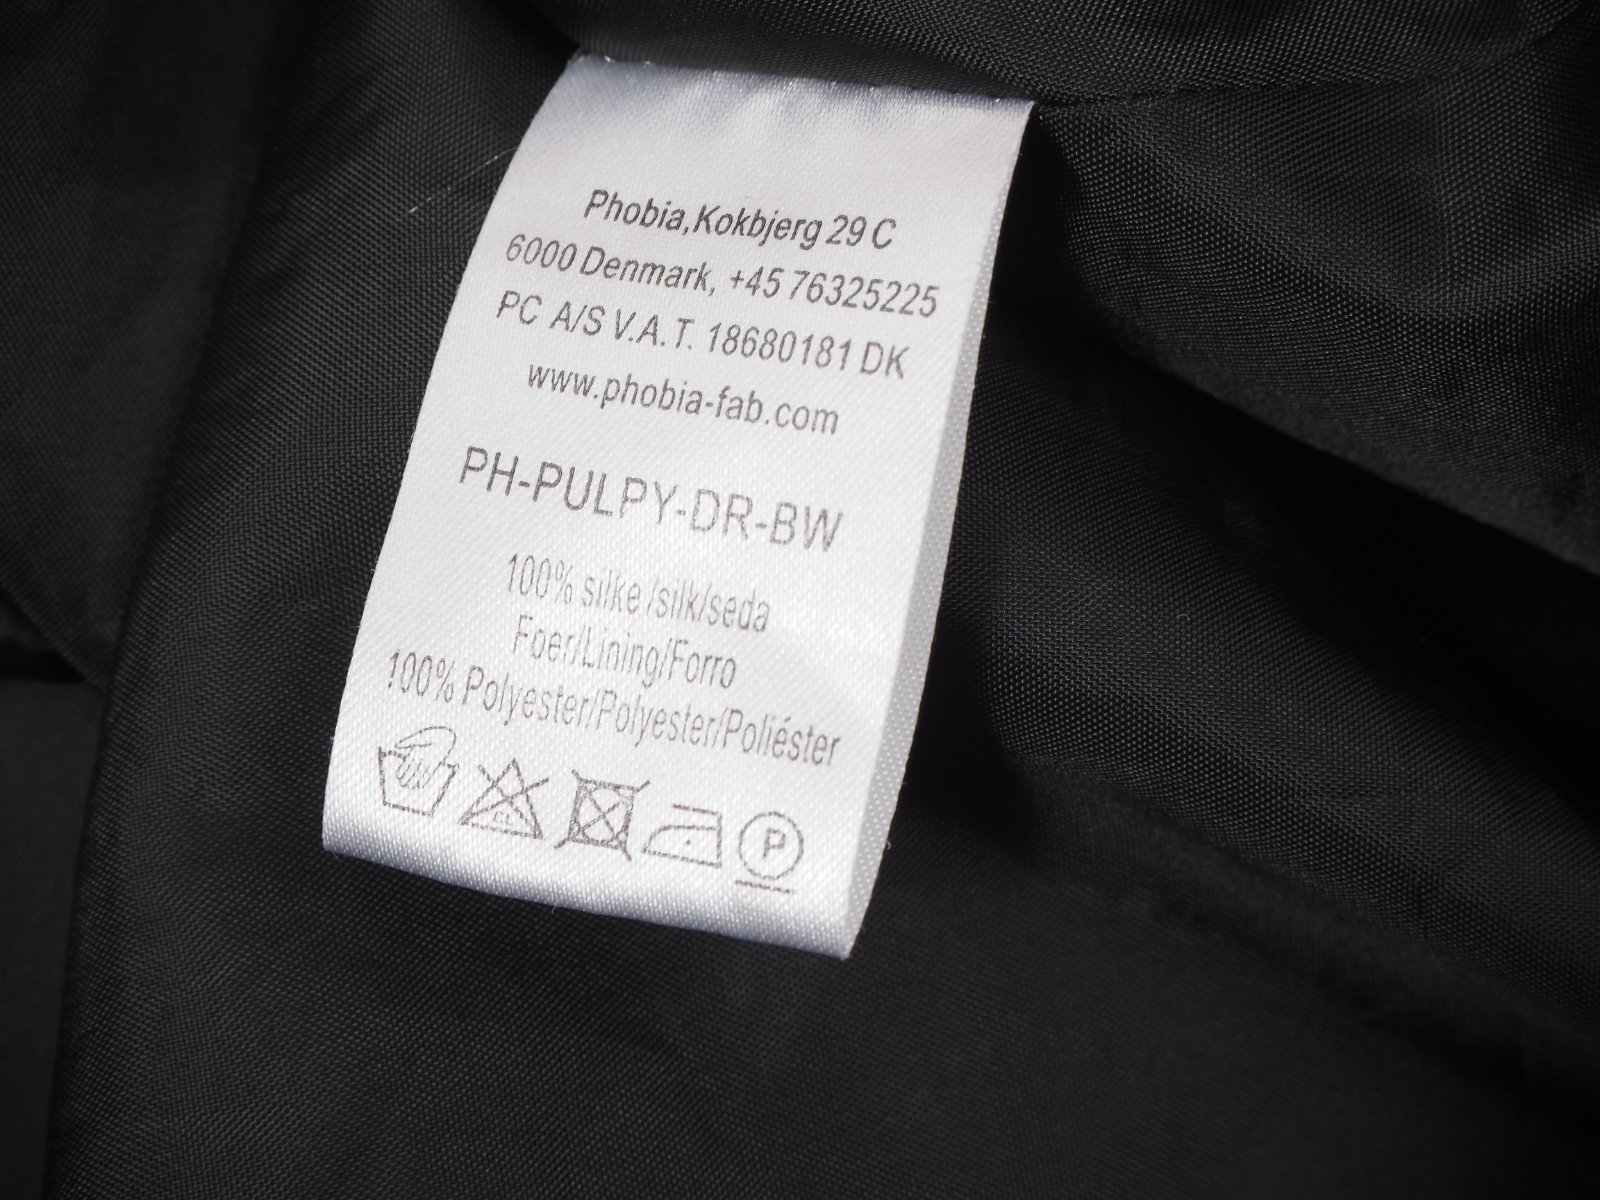 Phobia,Kokbjerg 29 C
6000 Denmark, +45 76325225
PC A/S V.A.T. 18680181 DK
www.phobia-fab.com
PH-PULPY-DR-BW
100% silke /silk/seda
Foer/Lining/Forro
100% Polyester/Polyester/Poliéster
CL P